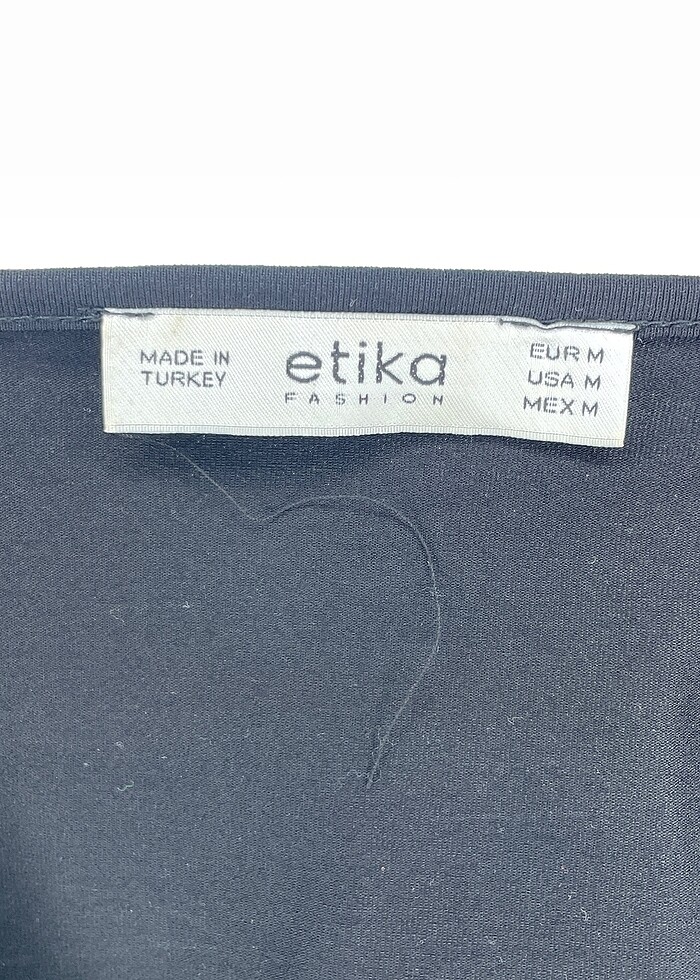 MADE IN
TURKEY
etika
FASHION
EUR M
USA M
MEX M